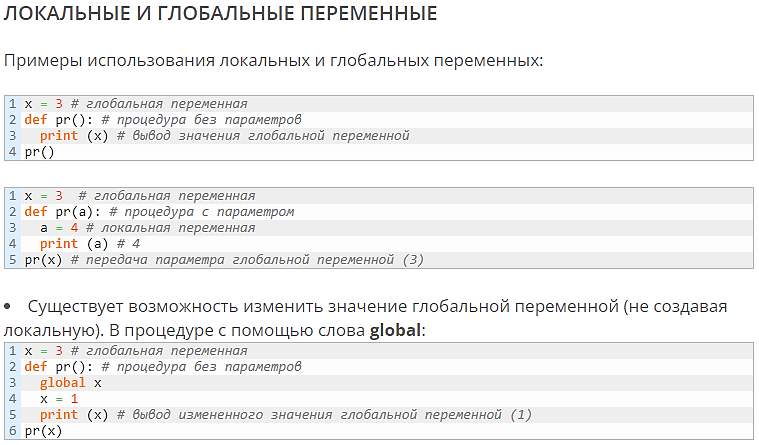 ЛОКАЛЬНЫЕ И ГЛОБАЛЬНЫЕ ПЕРЕМЕННЫЕ
Примеры использования локальных и глобальных переменных:
1 x = 3 # глобальная переменная
2 def pr(): # процедура без параметров
3   print (x) # вывод значения глобальной переменной
4 pr()
1 x = 3  # глобальная переменная
2 def pr(a): # процедура с параметром
3   a = 4 # локальная переменная
4   print (a) # 4
5 pr(x) # передача параметра глобальной переменной (3)
• Существует возможность изменить значение глобальной переменной (не создавая
локальную). В процедуре с помощью слова global:
1 x = 3 # глобальная переменная
2 def pr(): # процедура без параметров
3   global x
4   x = 1
5   print (x) # вывод измененного значения глобальной переменной (1)
6 pr(x)